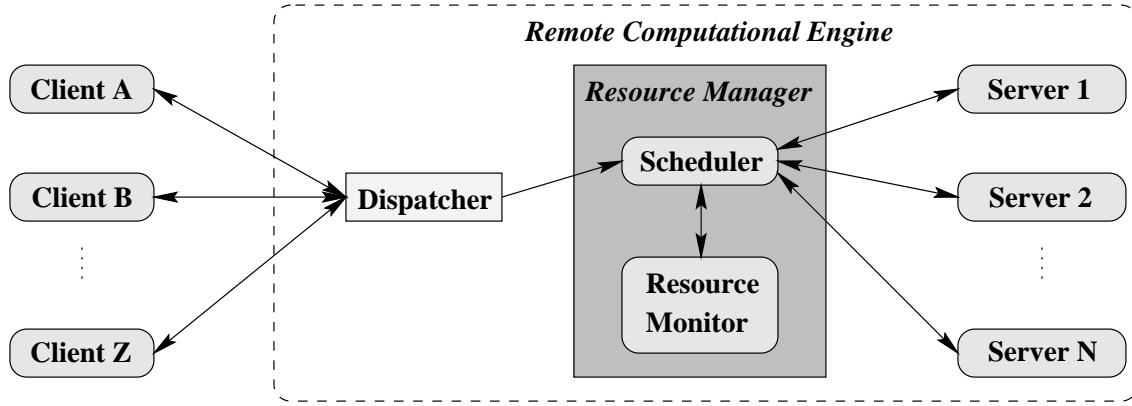 Remote Computational Engine
Client A
Client B
Client Z
Dispatcher
Resource Manager
Scheduler
Resource
Monitor
Server 1
Server 2
Server N